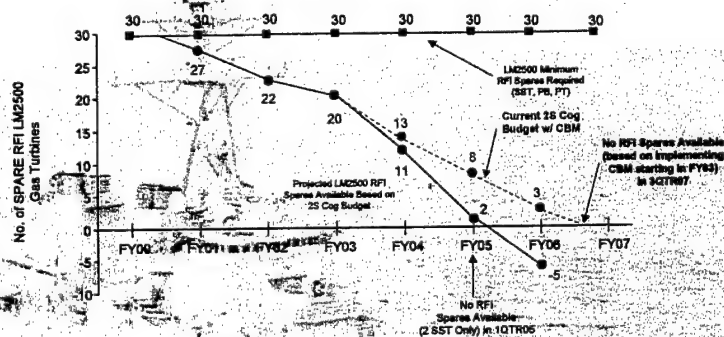 30 30 30 30 30 30 30 30
30
25
20
15
10
5
0
-5
-10
No. of SPARE RFI LM2500
Gas Turbines
27
22
20
13
11
8
2
3
-5
LM2500 Minimum
RFI Spares Required
(SST, PB, PT)
Current 2S Cog
Budget w/ CBM
No RFI Spares Available
(based on implementing
CBM starting in FY03)
in 3QTR07
Projected LM2500 RFI
Spares Available Based on
2S Cog Budget
FY00 FY01 FY02 FY03 FY04 FY05 FY06 FY07
No RFI
Spares Available
(2 SST Only) in 1QTR05